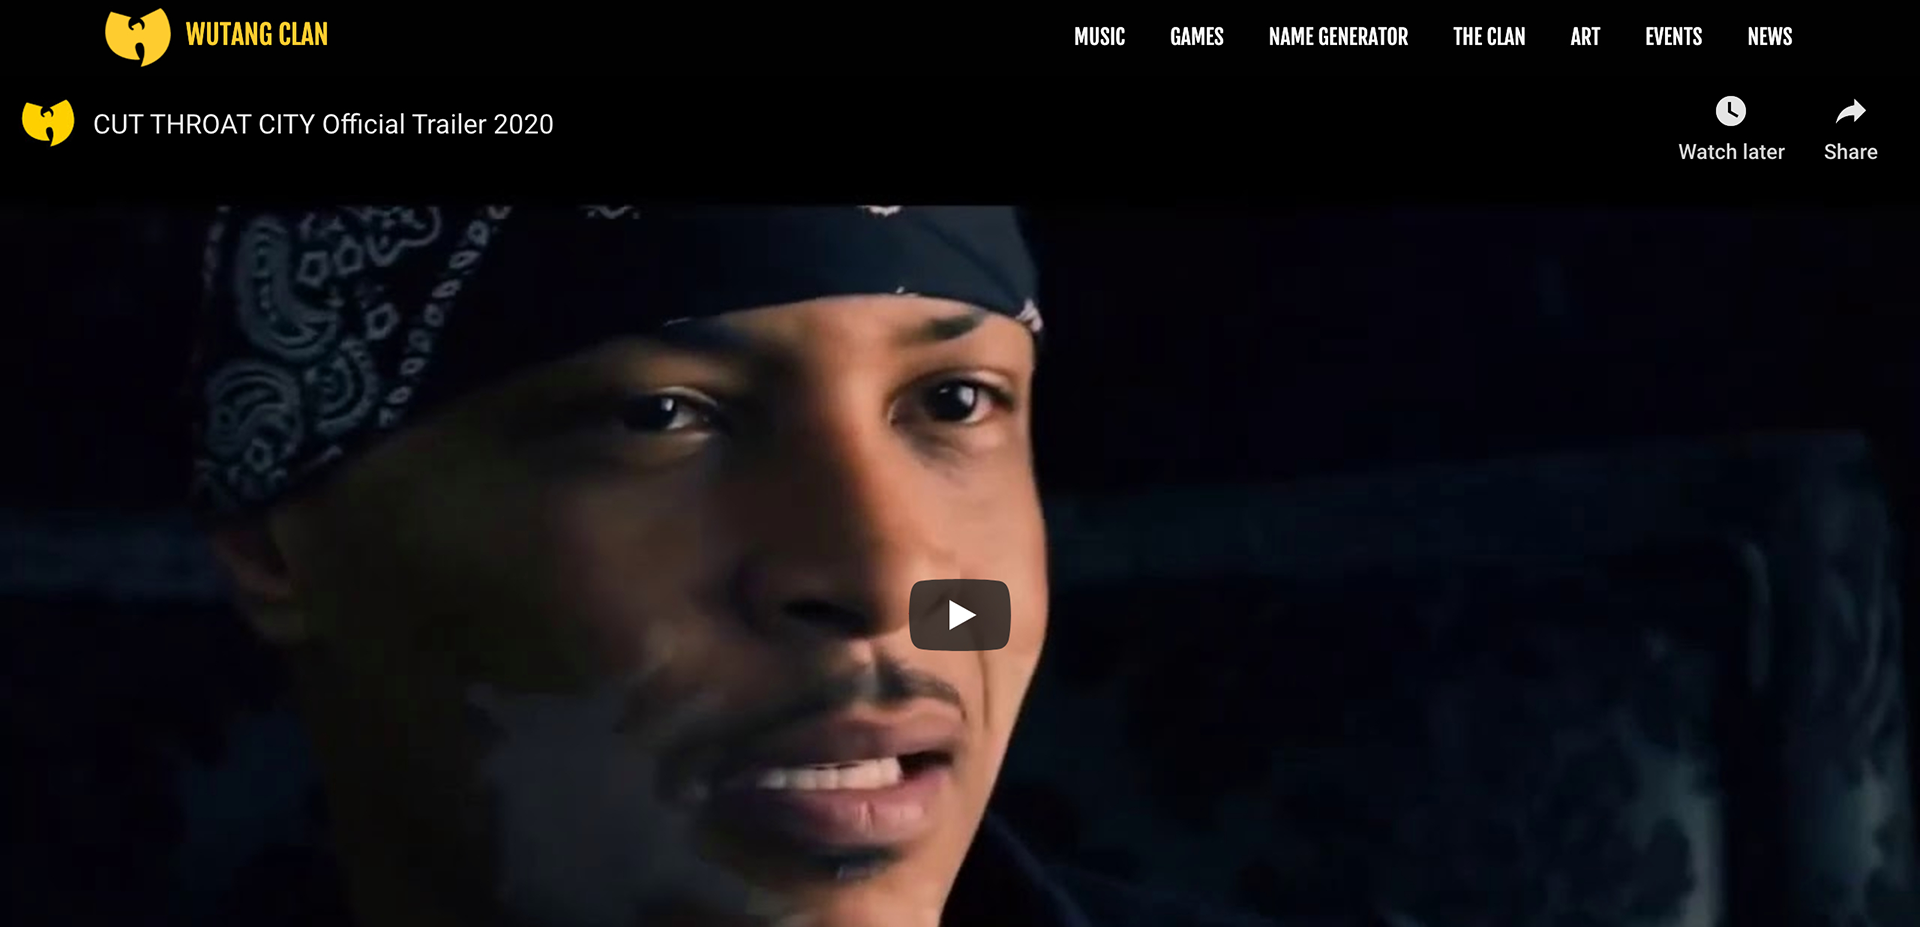 WUTANG CLAN
MUSIC GAMES NAME GENERATOR THE CLAN ART EVENTS NEWS
CUT THROAT CITY Official Trailer 2020
Watch later Share